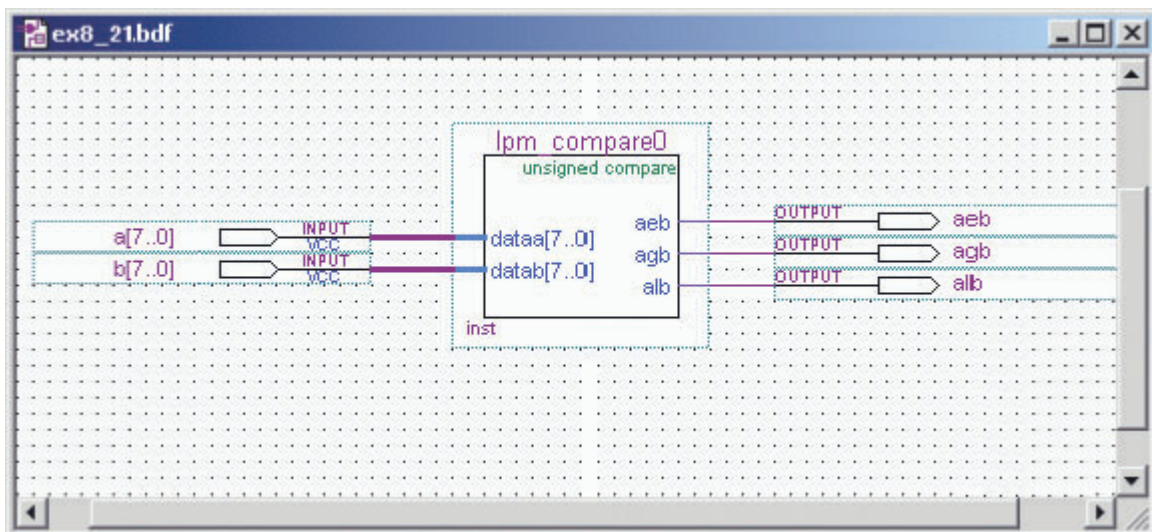 ex8_21.bdf
lpm_compare0
unsigned compare
a[7..0] INPUT VCC
b[7..0] INPUT VCC
dataa[7..0]
datab[7..0]
aeb
agb
alb
inst
OUTPUT aeb
OUTPUT agb
OUTPUT alb